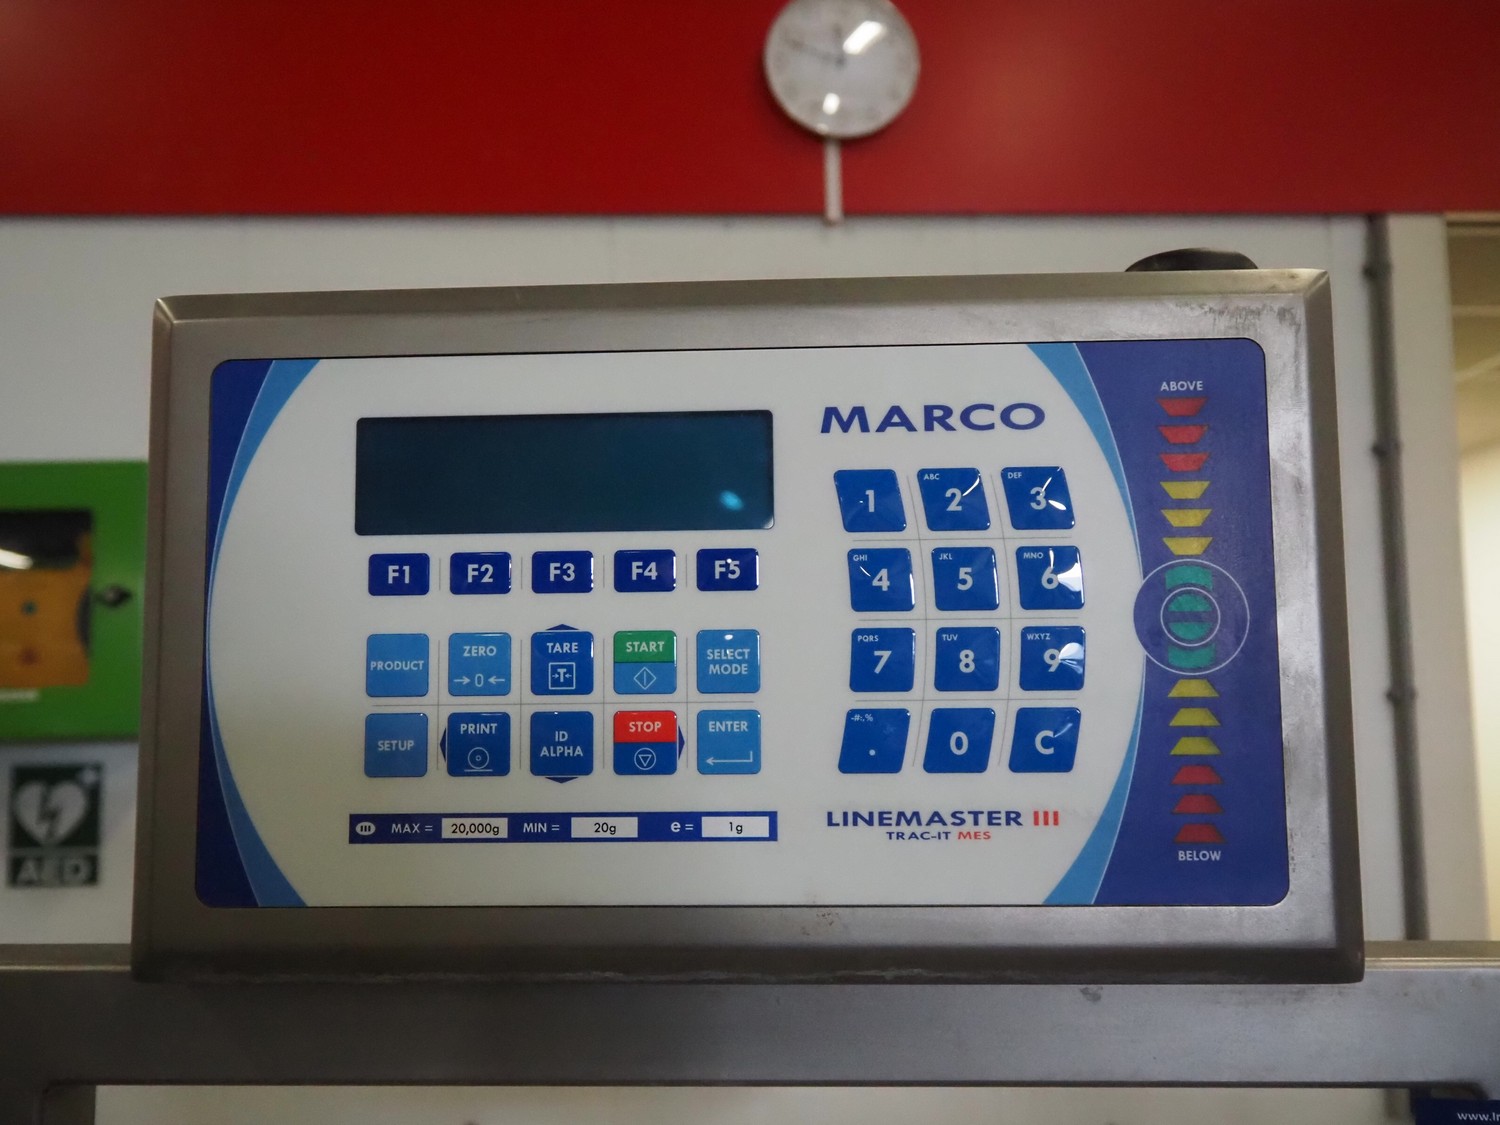 MARCO
ABOVE
1
ABC 2
DEF 3
F1 F2 F3 F4 F5
GHI 4
JKL 5
MNO 6
PRODUCT
ZERO
→0←
TARE
→T←
START
SELECT
MODE
PQRS 7
TUV 8
WXYZ 9
SETUP
PRINT
ID
ALPHA
STOP
ENTER
-#:,% .
0
C
III MAX = 20,000g MIN = 20g e = 1g
LINEMASTER III
TRAC-IT MES
BELOW
AED